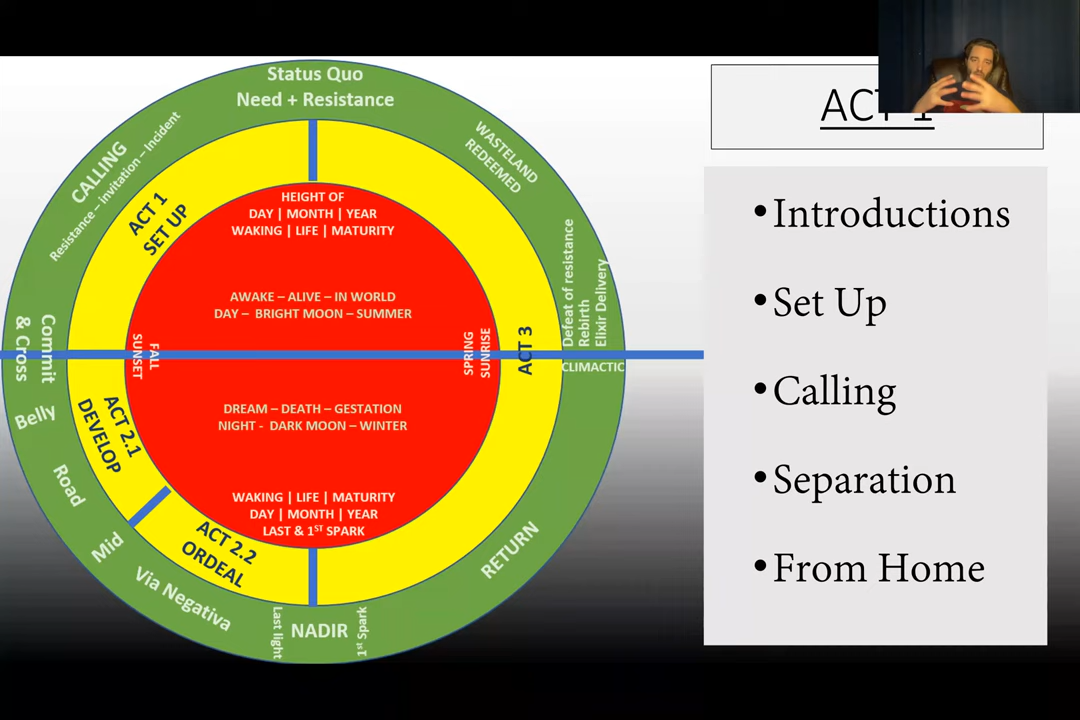 Status Quo
Need + Resistance
WASTELAND
REDEEMED
CALLING
Resistance – invitation – Incident
ACT 1
SET UP
HEIGHT OF
DAY | MONTH | YEAR
WAKING | LIFE | MATURITY
AWAKE – ALIVE – IN WORLD
DAY – BRIGHT MOON – SUMMER
Defeat of resistance
Rebirth
Elixir Delivery
Commit
& Cross
FALL
SUNSET
SPRING
SUNRISE
ACT 3
CLIMACTIC
Belly
ACT 2.1
DEVELOP
DREAM – DEATH – GESTATION
NIGHT - DARK MOON – WINTER
Road
WAKING | LIFE | MATURITY
DAY | MONTH | YEAR
LAST & 1ST SPARK
Mid
ACT 2.2
ORDEAL
RETURN
Via Negativa
Last light
NADIR
1st Spark
ACT 1
•Introductions
•Set Up
•Calling
•Separation
•From Home